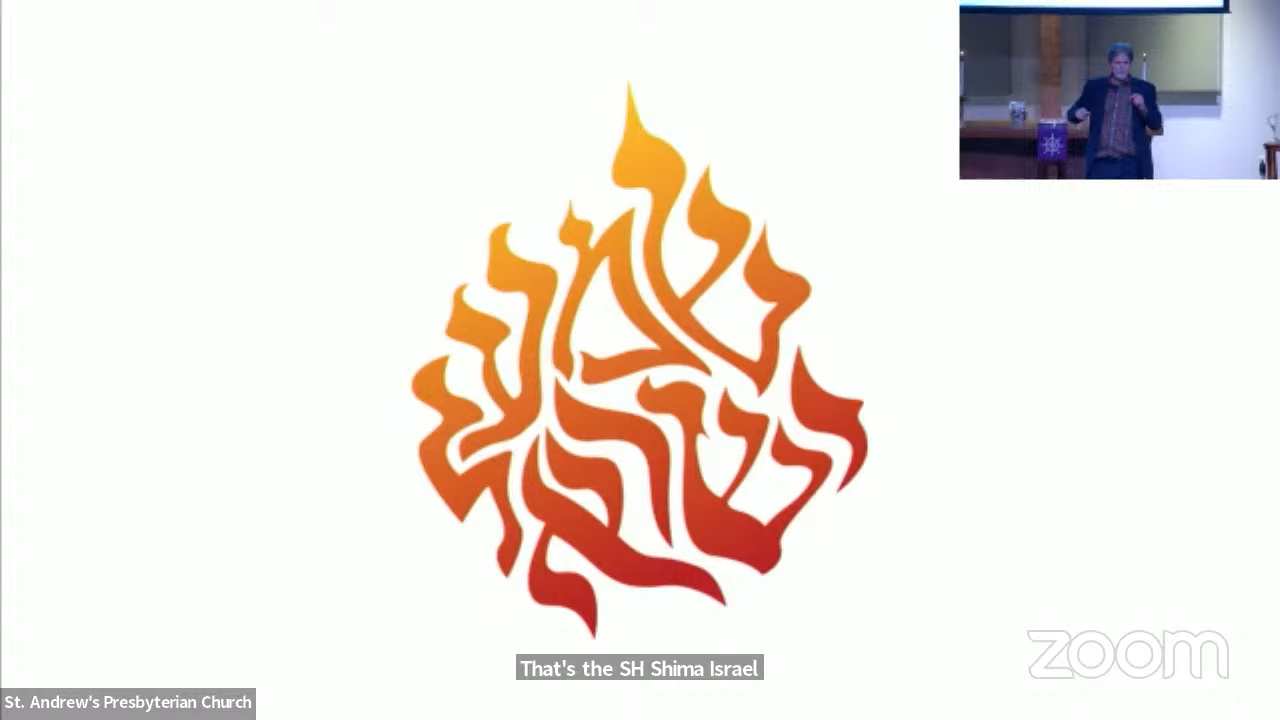 שמע
ישראל
That's the SH Shima Israel
zoom
St. Andrew's Presbyterian Church